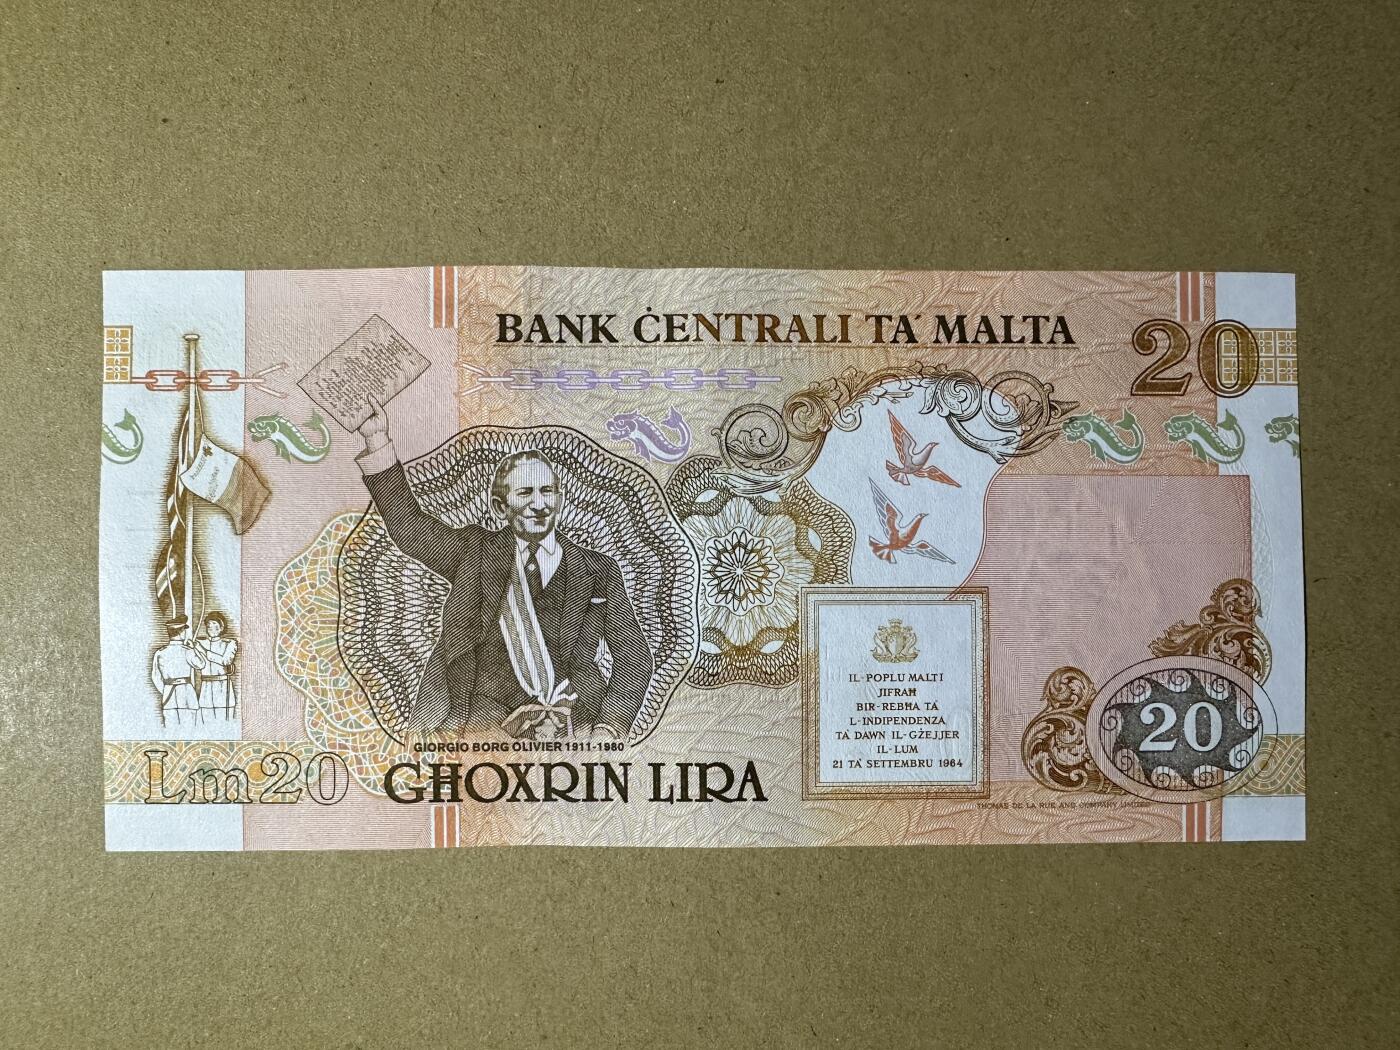 BANK ĊENTRALI TA' MALTA
20
GIORGIO BORG OLIVIER 1911-1980
Lm20
GĦOXRIN LIRA
IL-POPLU MALTI
JIFRAĦ
BIR-REBĦA TA'
L-INDIPENDENZA
TA' DAWN IL-GŻEJJER
IL-LUM
21 TA' SETTEMBRU 1964
20
THOMAS DE LA RUE AND COMPANY LIMITED